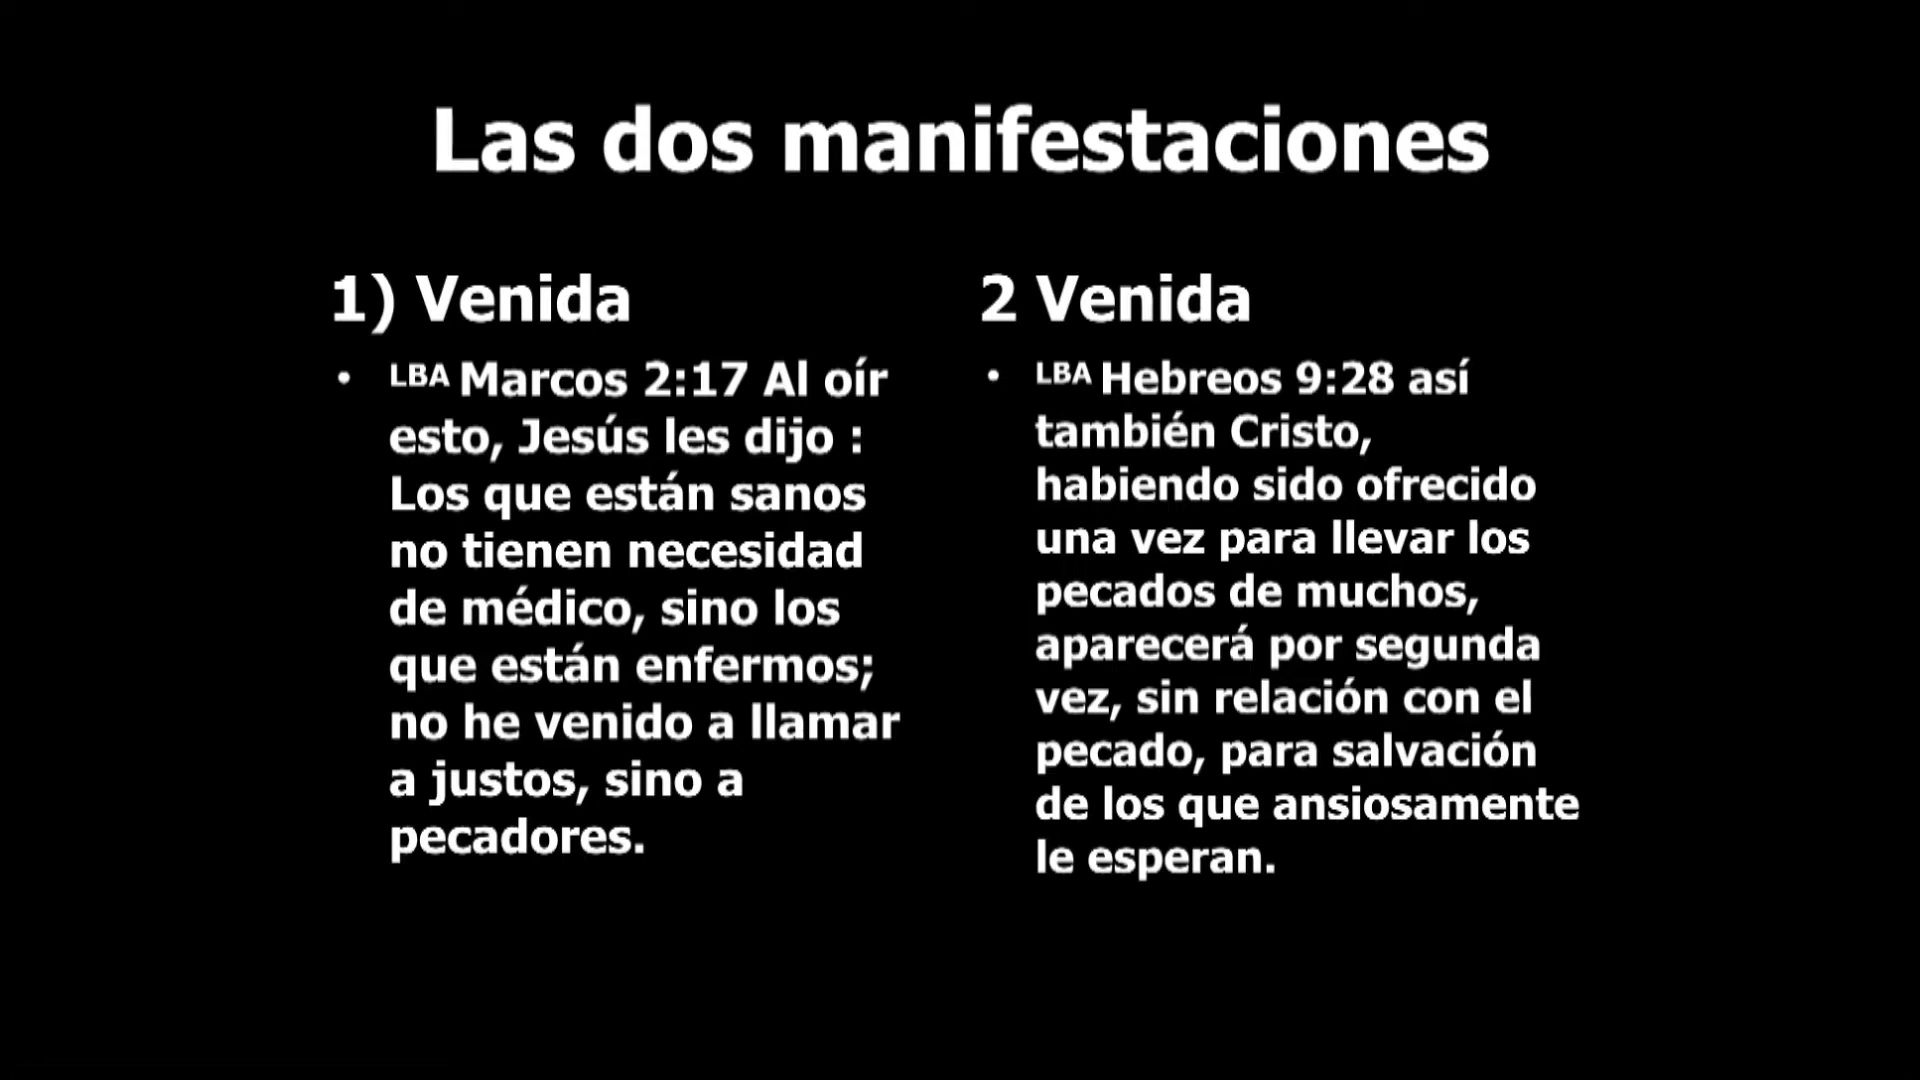 Las dos manifestaciones
1) Venida
• LBA Marcos 2:17 Al oír
esto, Jesús les dijo :
Los que están sanos
no tienen necesidad
de médico, sino los
que están enfermos;
no he venido a llamar
a justos, sino a
pecadores.
2 Venida
• LBA Hebreos 9:28 así
también Cristo,
habiendo sido ofrecido
una vez para llevar los
pecados de muchos,
aparecerá por segunda
vez, sin relación con el
pecado, para salvación
de los que ansiosamente
le esperan.